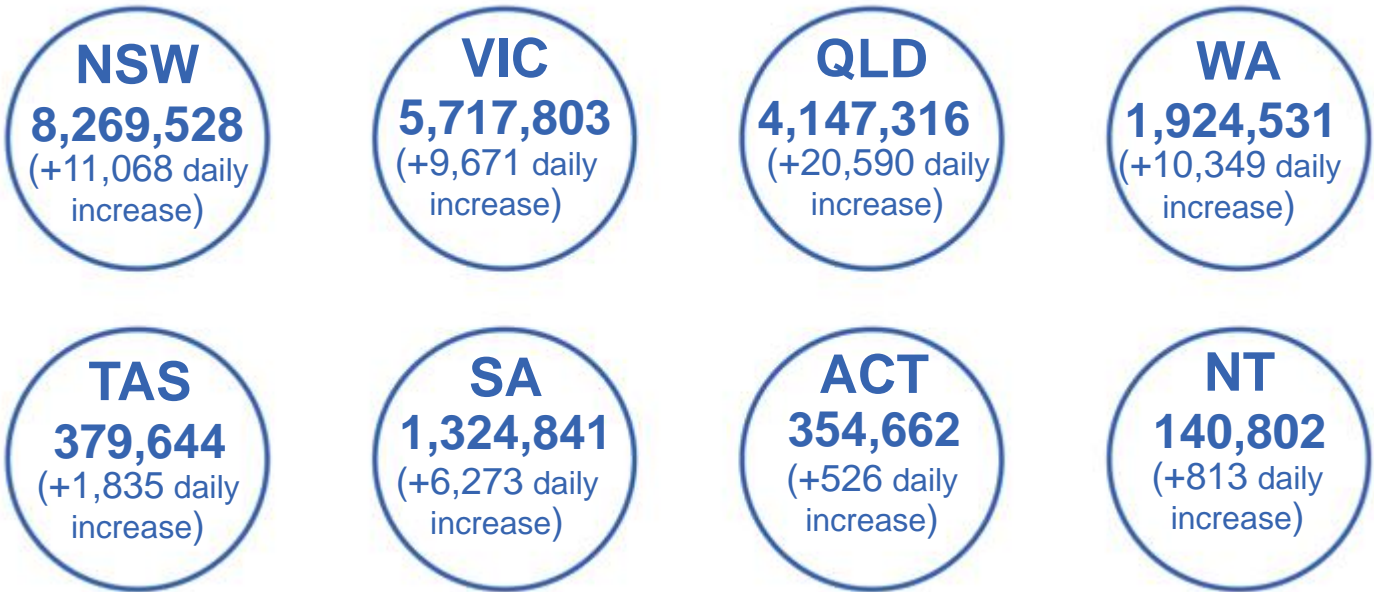 NSW
8,269,528
(+11,068 daily
increase)
VIC
5,717,803
(+9,671 daily
increase)
QLD
4,147,316
(+20,590 daily
increase)
WA
1,924,531
(+10,349 daily
increase)
TAS
379,644
(+1,835 daily
increase)
SA
1,324,841
(+6,273 daily
increase)
ACT
354,662
(+526 daily
increase)
NT
140,802
(+813 daily
increase)